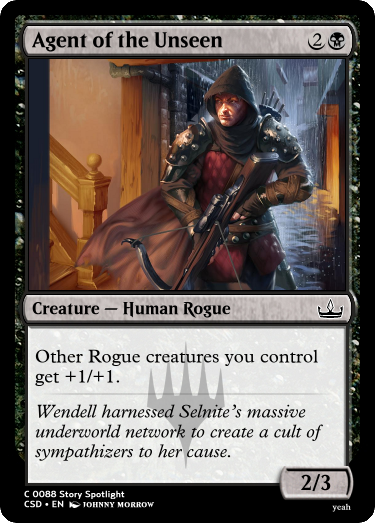 Agent of the Unseen 2
Creature — Human Rogue
Other Rogue creatures you control
get +1/+1.
Wendell harnessed Selnite's massive
underworld network to create a cult of
sympathizers to her cause.
2/3
C 0088 Story Spotlight
CSD • EN JOHNNY MORROW
yeah